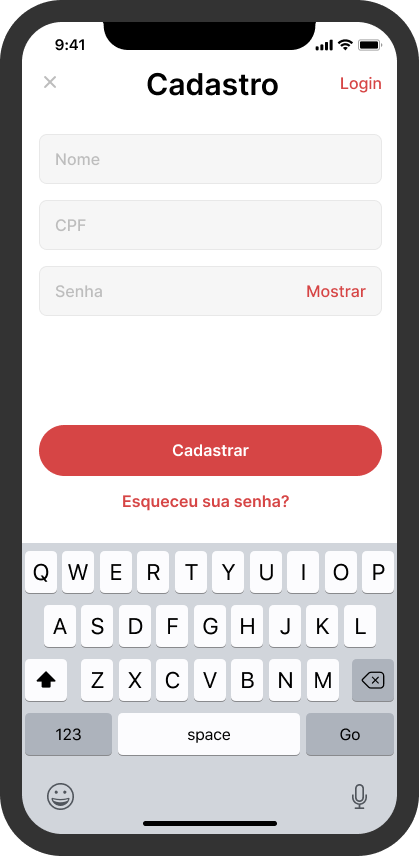 9:41
Cadastro
Login
Nome
CPF
Senha
Mostrar
Cadastrar
Esqueceu sua senha?
Q W E R T Y U I O P
A S D F G H J K L
Z X C V B N M
123 space Go